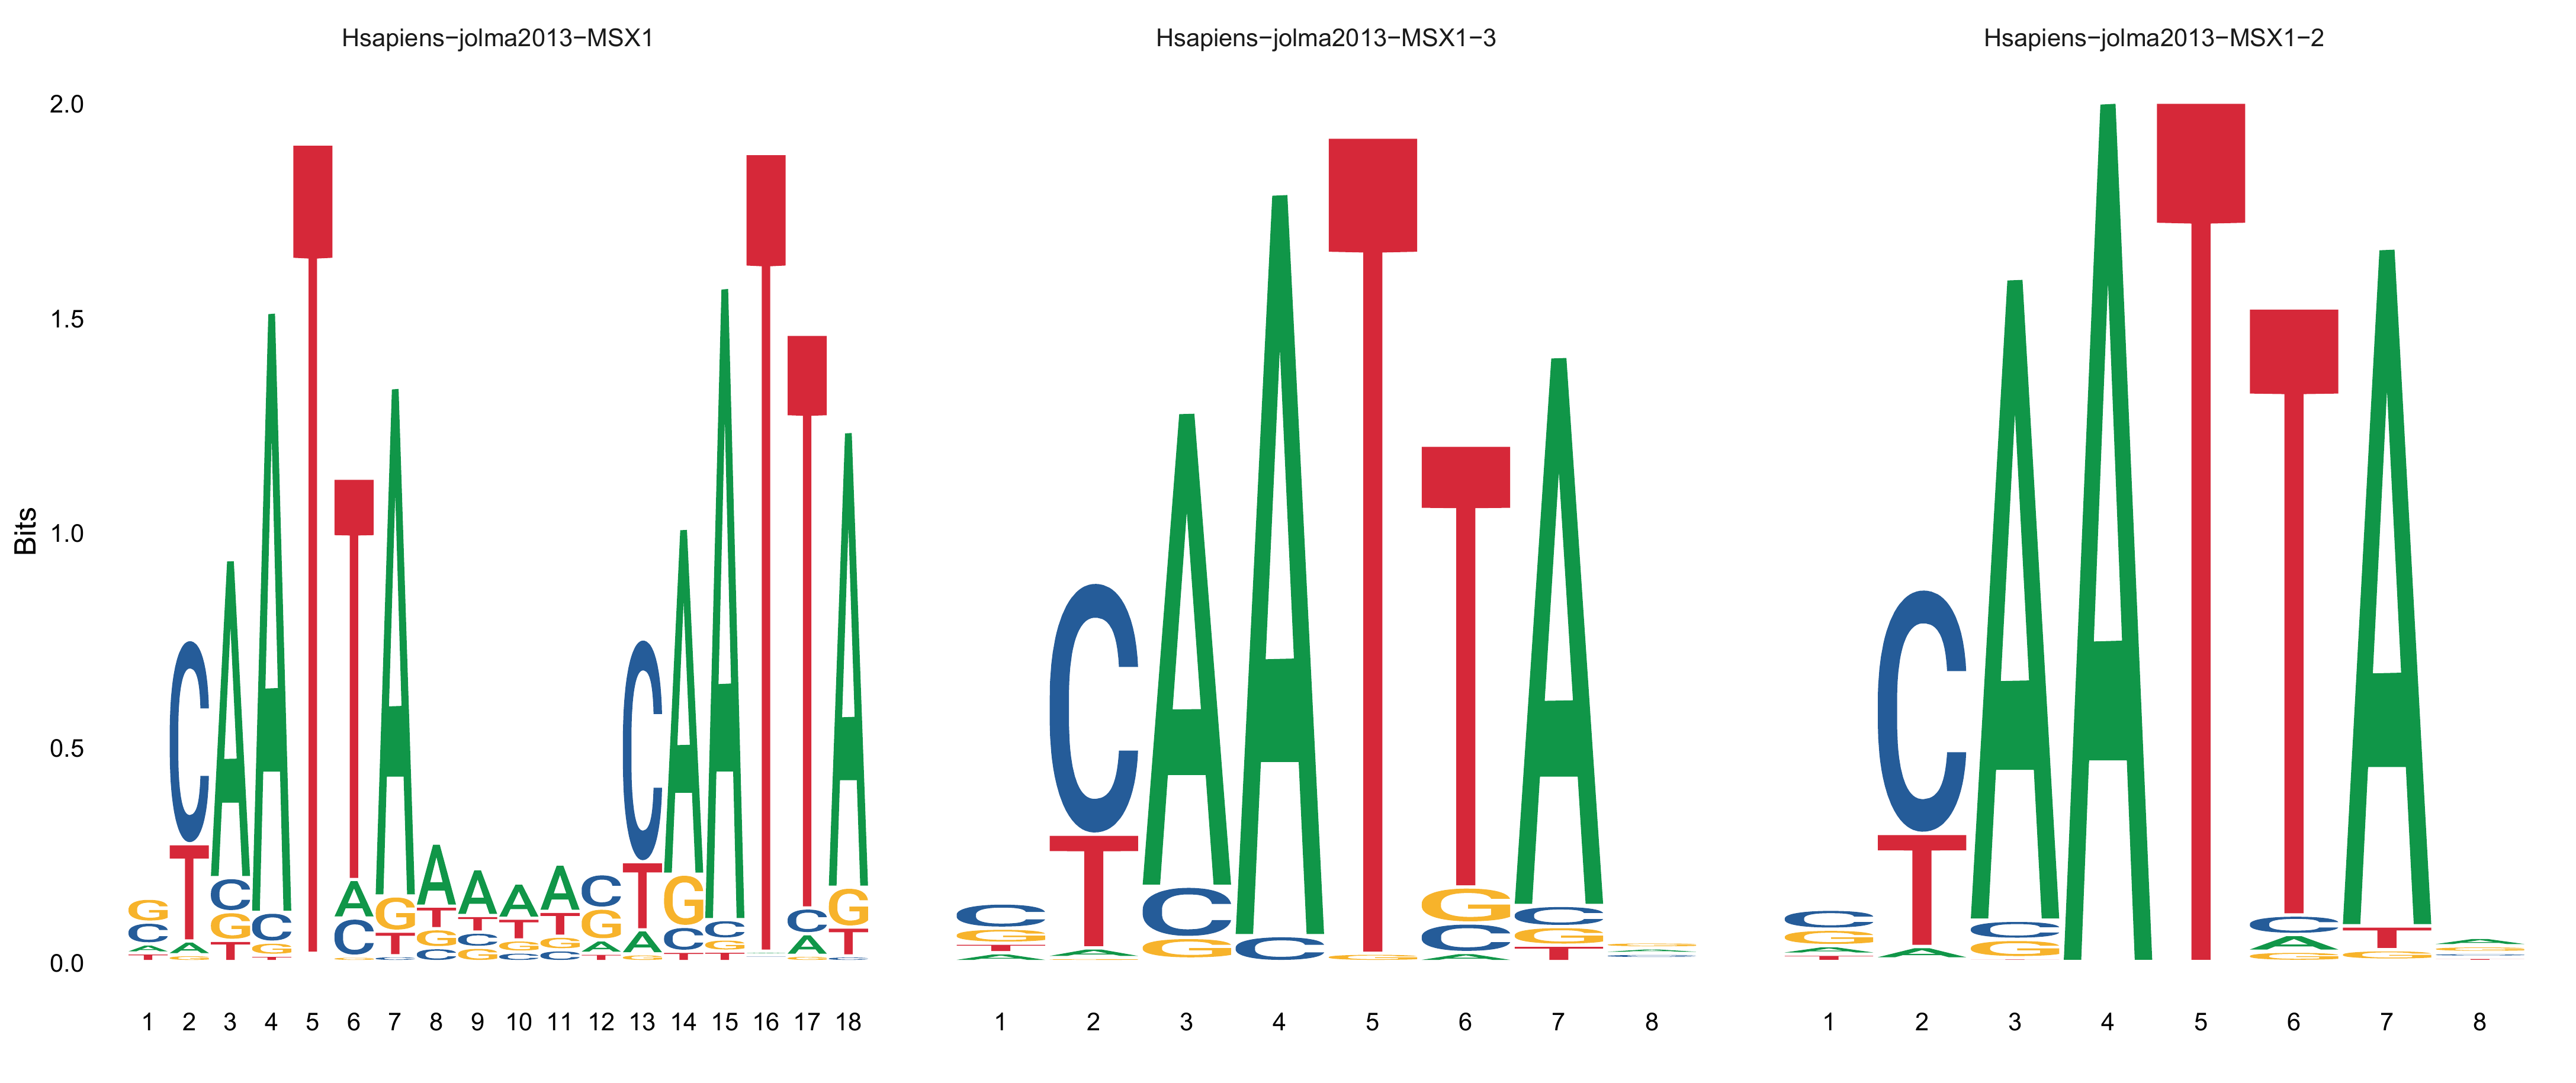 Hsapiens−jolma2013−MSX1
Hsapiens−jolma2013−MSX1−3
Hsapiens−jolma2013−MSX1−2
Bits
2.0
1.5
1.0
0.5
0.0
1 2 3 4 5 6 7 8 9 10 11 12 13 14 15 16 17 18
1 2 3 4 5 6 7 8
1 2 3 4 5 6 7 8